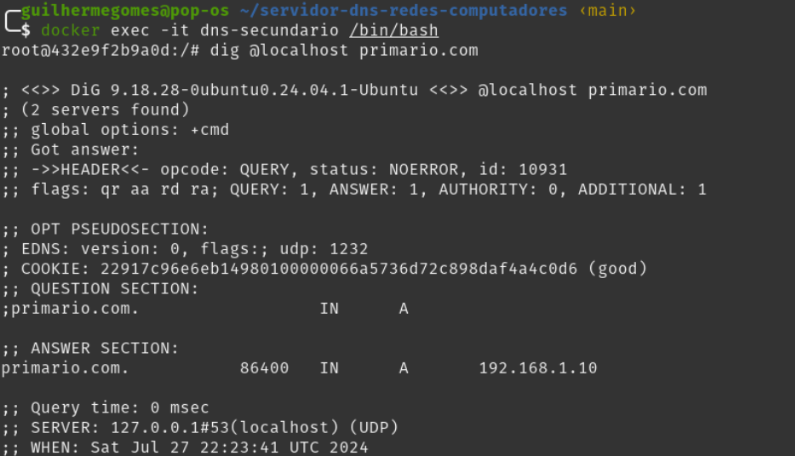 guilhermegomes@pop-os ~/servidor-dns-redes-computadores ‹main›
$ docker exec -it dns-secundario /bin/bash
root@432e9f2b9a0d:/# dig @localhost primario.com

; <<>> DiG 9.18.28-0ubuntu0.24.04.1-Ubuntu <<>> @localhost primario.com
; (2 servers found)
;; global options: +cmd
;; Got answer:
;; ->>HEADER<<- opcode: QUERY, status: NOERROR, id: 10931
;; flags: qr aa rd ra; QUERY: 1, ANSWER: 1, AUTHORITY: 0, ADDITIONAL: 1

;; OPT PSEUDOSECTION:
; EDNS: version: 0, flags:; udp: 1232
; COOKIE: 22917c96e6eb14980100000066a5736d72c898daf4a4c0d6 (good)
;; QUESTION SECTION:
;primario.com. IN A

;; ANSWER SECTION:
primario.com. 86400 IN A 192.168.1.10

;; Query time: 0 msec
;; SERVER: 127.0.0.1#53(localhost) (UDP)
;; WHEN: Sat Jul 27 22:23:41 UTC 2024